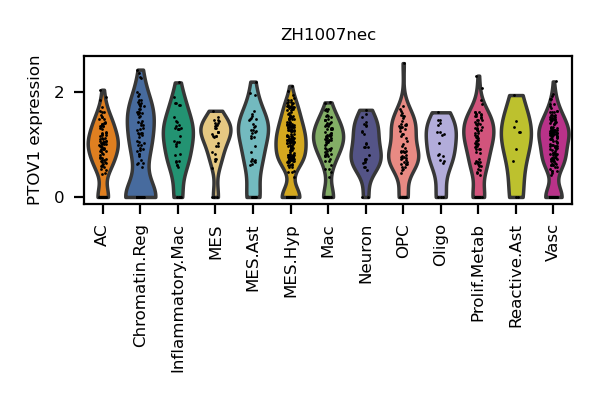 ZH1007nec
PTOV1 expression
2
0
AC
Chromatin.Reg
Inflammatory.Mac
MES
MES.Ast
MES.Hyp
Mac
Neuron
OPC
Oligo
Prolif.Metab
Reactive.Ast
Vasc